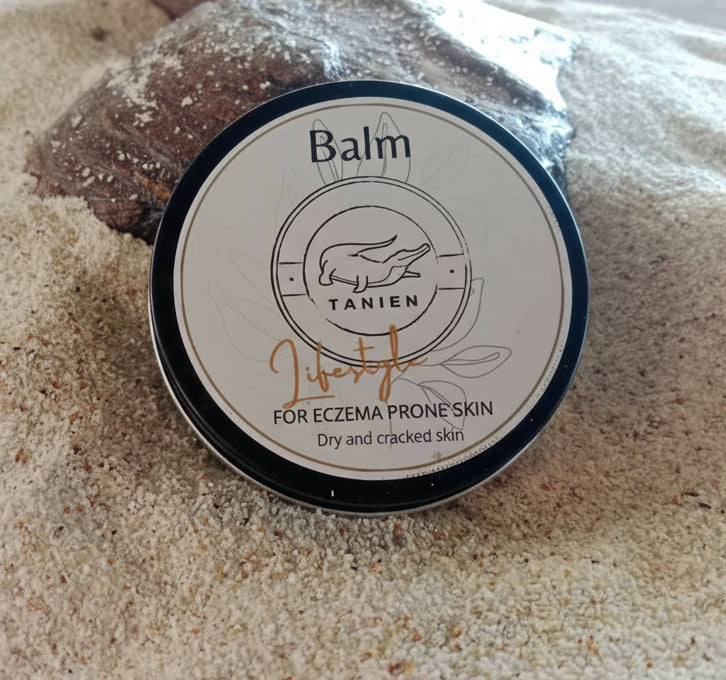 Balm
TANIEN
Lifestyle
FOR ECZEMA PRONE SKIN
Dry and cracked skin